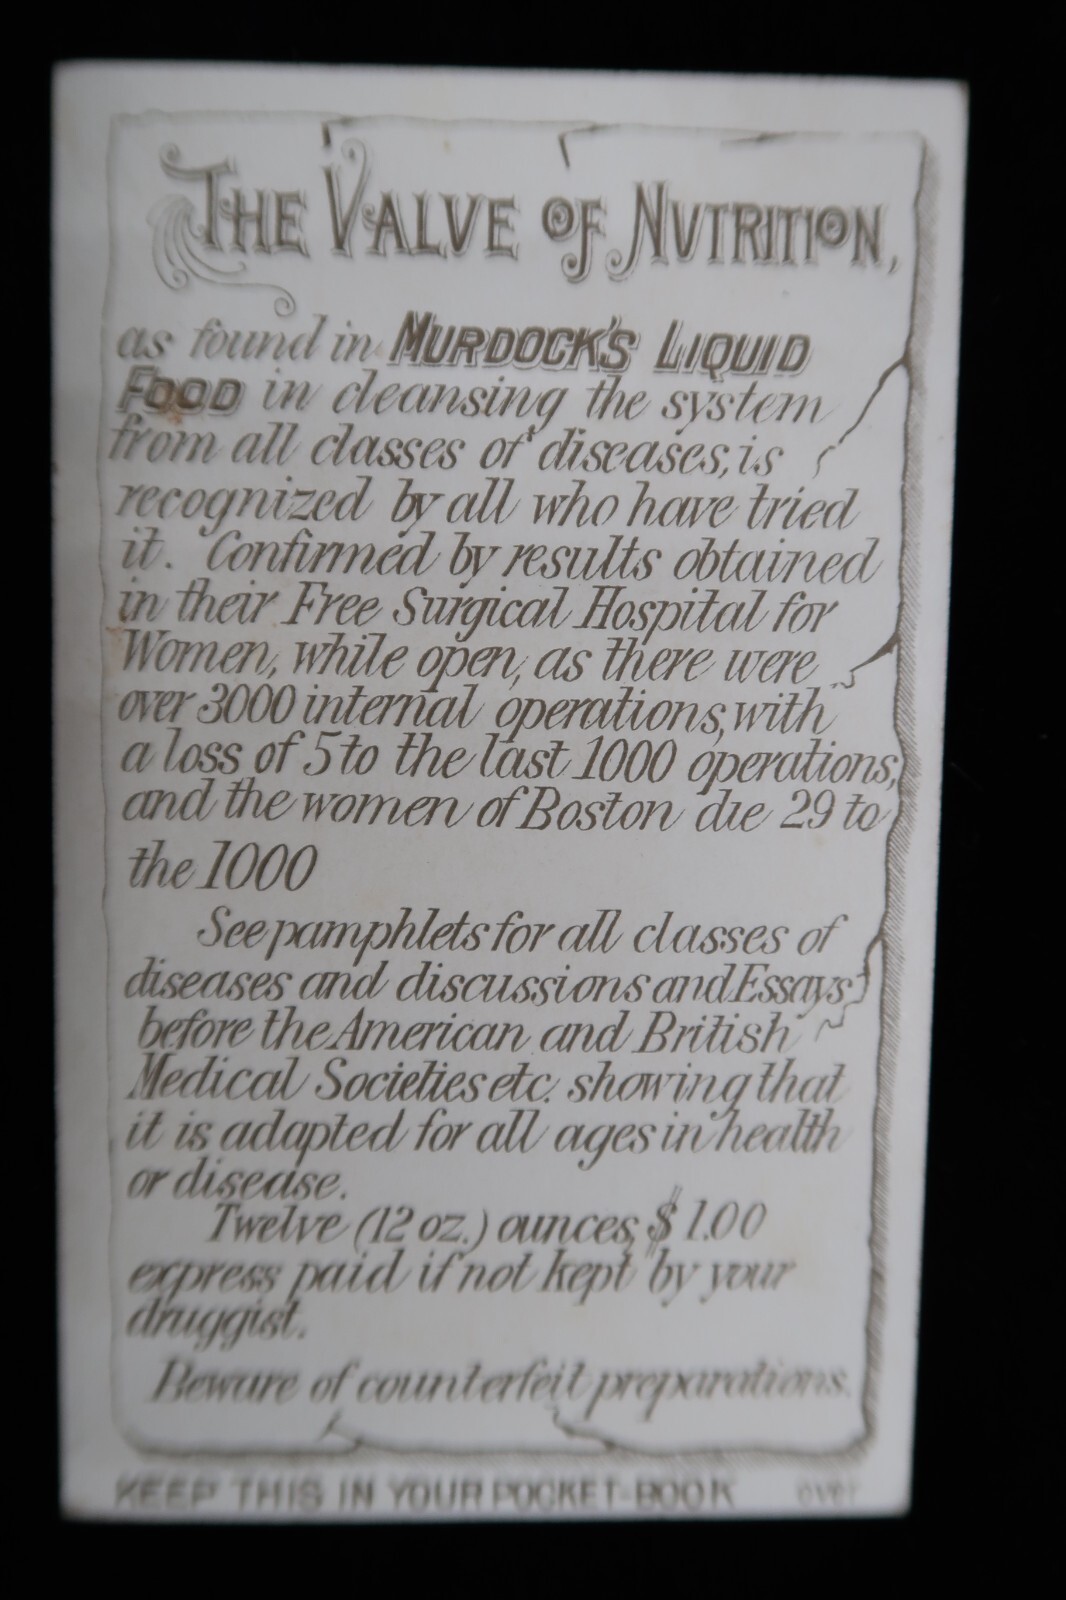 THE VALVE OF NVTRITION,
as found in MURDOCK'S LIQUID
FOOD in cleansing the system
from all classes of diseases, is
recognized by all who have tried
it. Confirmed by results obtained
in their Free Surgical Hospital for
Women, while open, as there were
over 3000 internal operations, with
a loss of 5 to the last 1000 operations,
and the women of Boston die 29 to
the 1000
See pamphlets for all classes of
diseases and discussions and Essays
before the American and British
Medical Societies etc. showing that
it is adapted for all ages in health
or disease.
Twelve (12 oz.) ounces, $1.00
express paid if not kept by your
druggist.
Beware of counterfeit preparations.
KEEP THIS IN YOUR POCKET-BOOK over